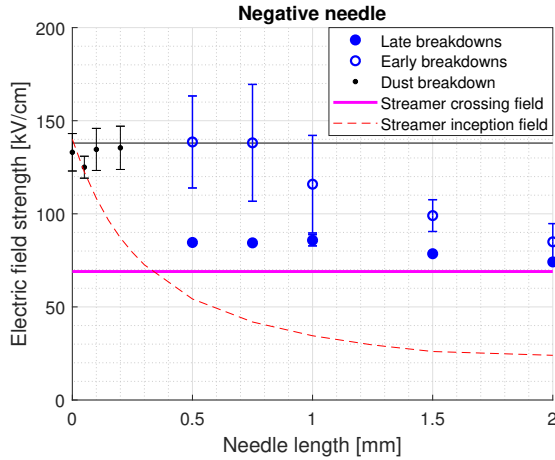 Negative needle
Late breakdowns
Early breakdowns
Dust breakdown
Streamer crossing field
Streamer inception field
Electric field strength [kV/cm]
200
150
100
50
0
0
0.5
1
1.5
2
Needle length [mm]